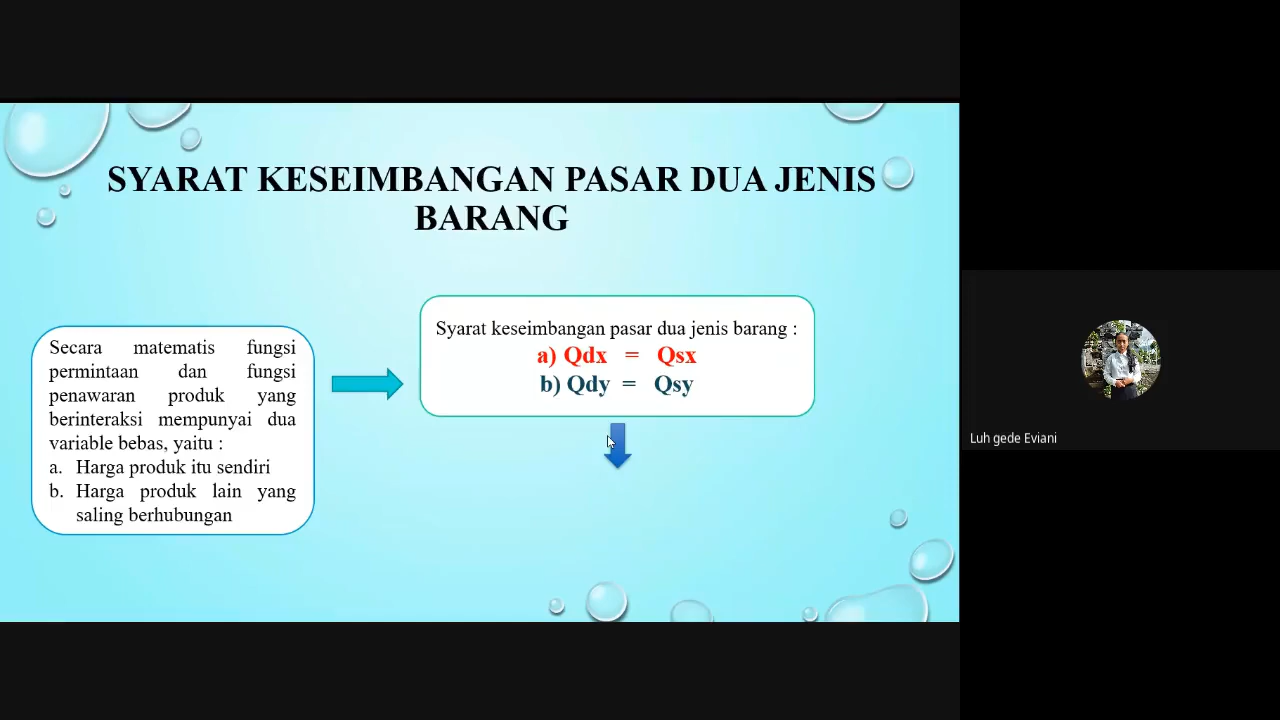 SYARAT KESEIMBANGAN PASAR DUA JENIS
BARANG
Secara matematis fungsi
permintaan dan fungsi
penawaran produk yang
berinteraksi mempunyai dua
variable bebas, yaitu :
a. Harga produk itu sendiri
b. Harga produk lain yang
saling berhubungan
Syarat keseimbangan pasar dua jenis barang :
a) Qdx = Qsx
b) Qdy = Qsy
Luh gede Eviani